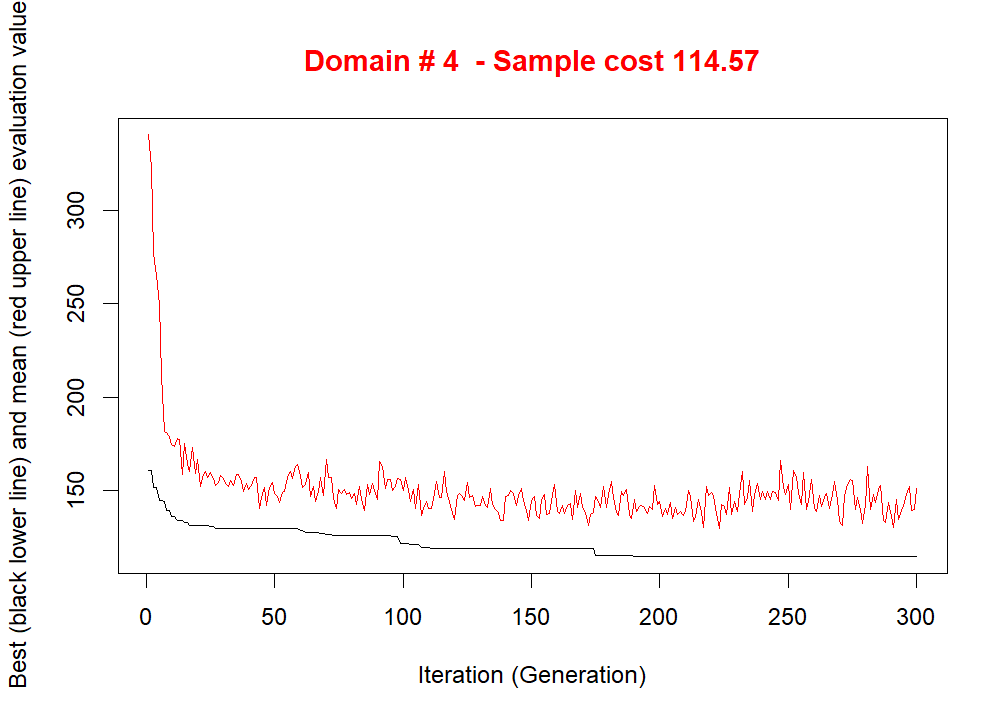 Domain # 4  - Sample cost 114.57
Best (black lower line) and mean (red upper line) evaluation value
300
250
200
150
0 50 100 150 200 250 300
Iteration (Generation)